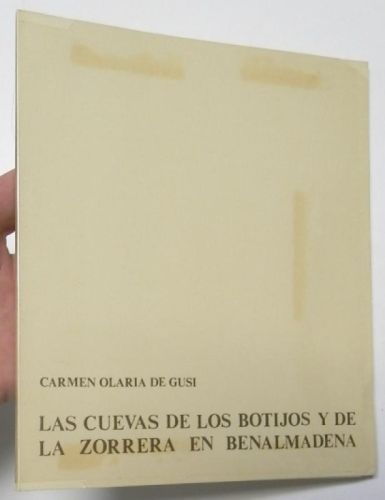 CARMEN OLARIA DE GUSI
LAS CUEVAS DE LOS BOTIJOS Y DE
LA ZORRERA EN BENALMADENA